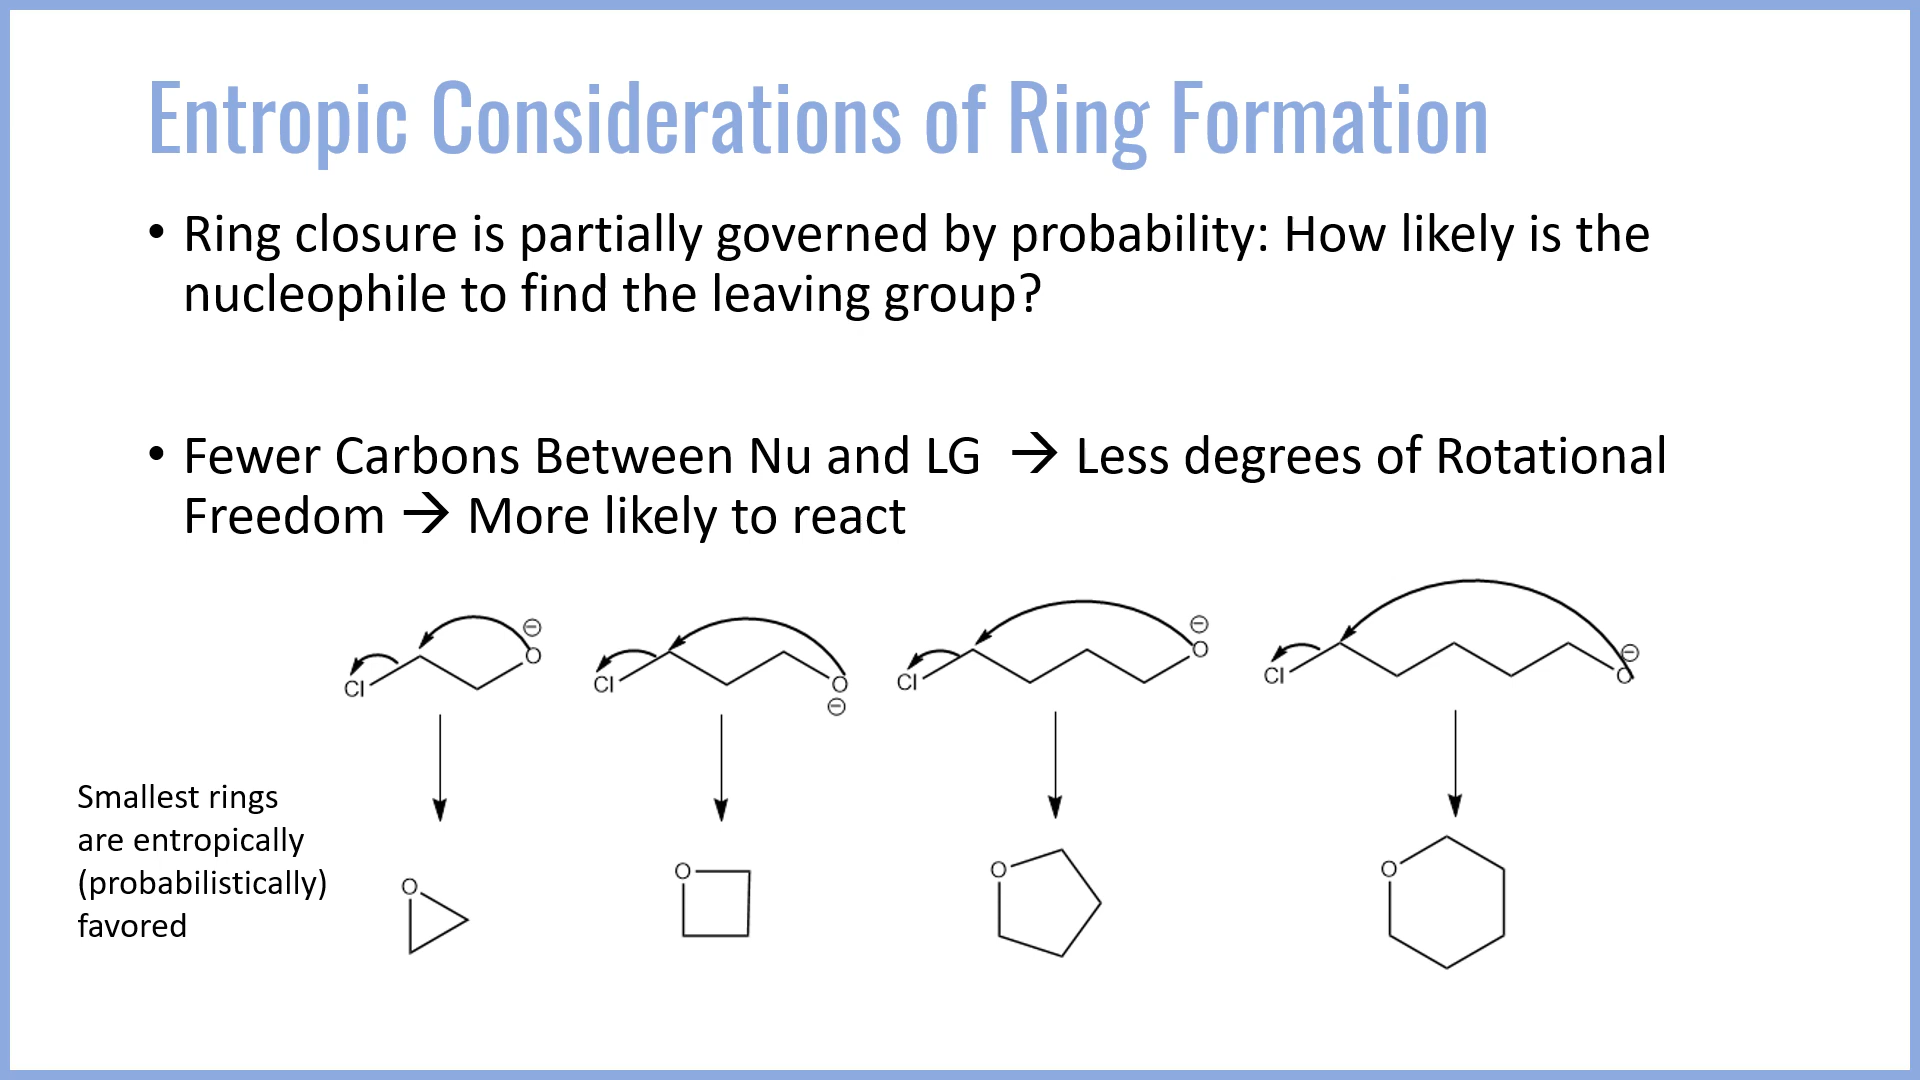 Entropic Considerations of Ring Formation
• Ring closure is partially governed by probability: How likely is the
nucleophile to find the leaving group?
• Fewer Carbons Between Nu and LG → Less degrees of Rotational
Freedom → More likely to react
Cl O ⊖
Cl O ⊖
Cl O ⊖
Cl O ⊖
Smallest rings
are entropically
(probabilistically)
favored
O
O
O
O